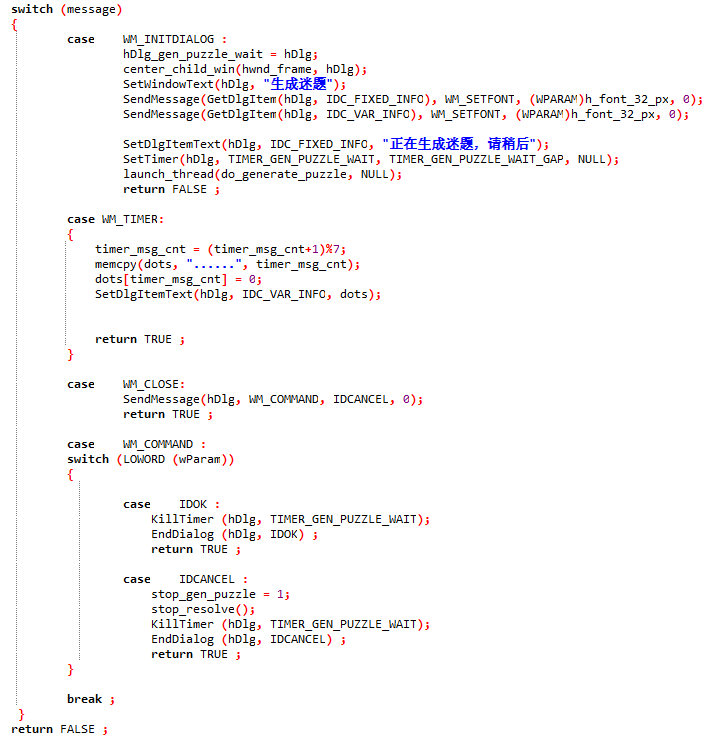 switch (message)
{
case WM_INITDIALOG :
hDlg_gen_puzzle_wait = hDlg;
center_child_win(hwnd_frame, hDlg);
SetWindowText(hDlg, "生成迷题");
SendMessage(GetDlgItem(hDlg, IDC_FIXED_INFO), WM_SETFONT, (WPARAM)h_font_32_px, 0);
SendMessage(GetDlgItem(hDlg, IDC_VAR_INFO), WM_SETFONT, (WPARAM)h_font_32_px, 0);
SetDlgItemText(hDlg, IDC_FIXED_INFO, "正在生成迷题，请稍后");
SetTimer(hDlg, TIMER_GEN_PUZZLE_WAIT, TIMER_GEN_PUZZLE_WAIT_GAP, NULL);
launch_thread(do_generate_puzzle, NULL);
return FALSE ;
case WM_TIMER:
{
timer_msg_cnt = (timer_msg_cnt+1)%7;
memcpy(dots, "......", timer_msg_cnt);
dots[timer_msg_cnt] = 0;
SetDlgItemText(hDlg, IDC_VAR_INFO, dots);
return TRUE ;
}
case WM_CLOSE:
SendMessage(hDlg, WM_COMMAND, IDCANCEL, 0);
return TRUE ;
case WM_COMMAND :
switch (LOWORD (wParam))
{
case IDOK :
KillTimer (hDlg, TIMER_GEN_PUZZLE_WAIT);
EndDialog (hDlg, IDOK) ;
return TRUE ;
case IDCANCEL :
stop_gen_puzzle = 1;
stop_resolve();
KillTimer (hDlg, TIMER_GEN_PUZZLE_WAIT);
EndDialog (hDlg, IDCANCEL) ;
return TRUE ;
}
break ;
}
return FALSE ;